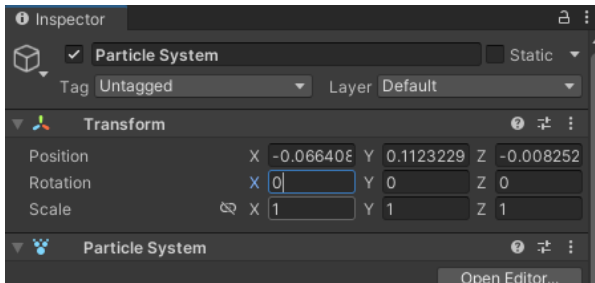 Inspector
Particle System Static
Tag Untagged Layer Default
Transform
Position X -0.066408 Y 0.1123229 Z -0.008252
Rotation X 0 Y 0 Z 0
Scale X 1 Y 1 Z 1
Particle System
Open Editor...